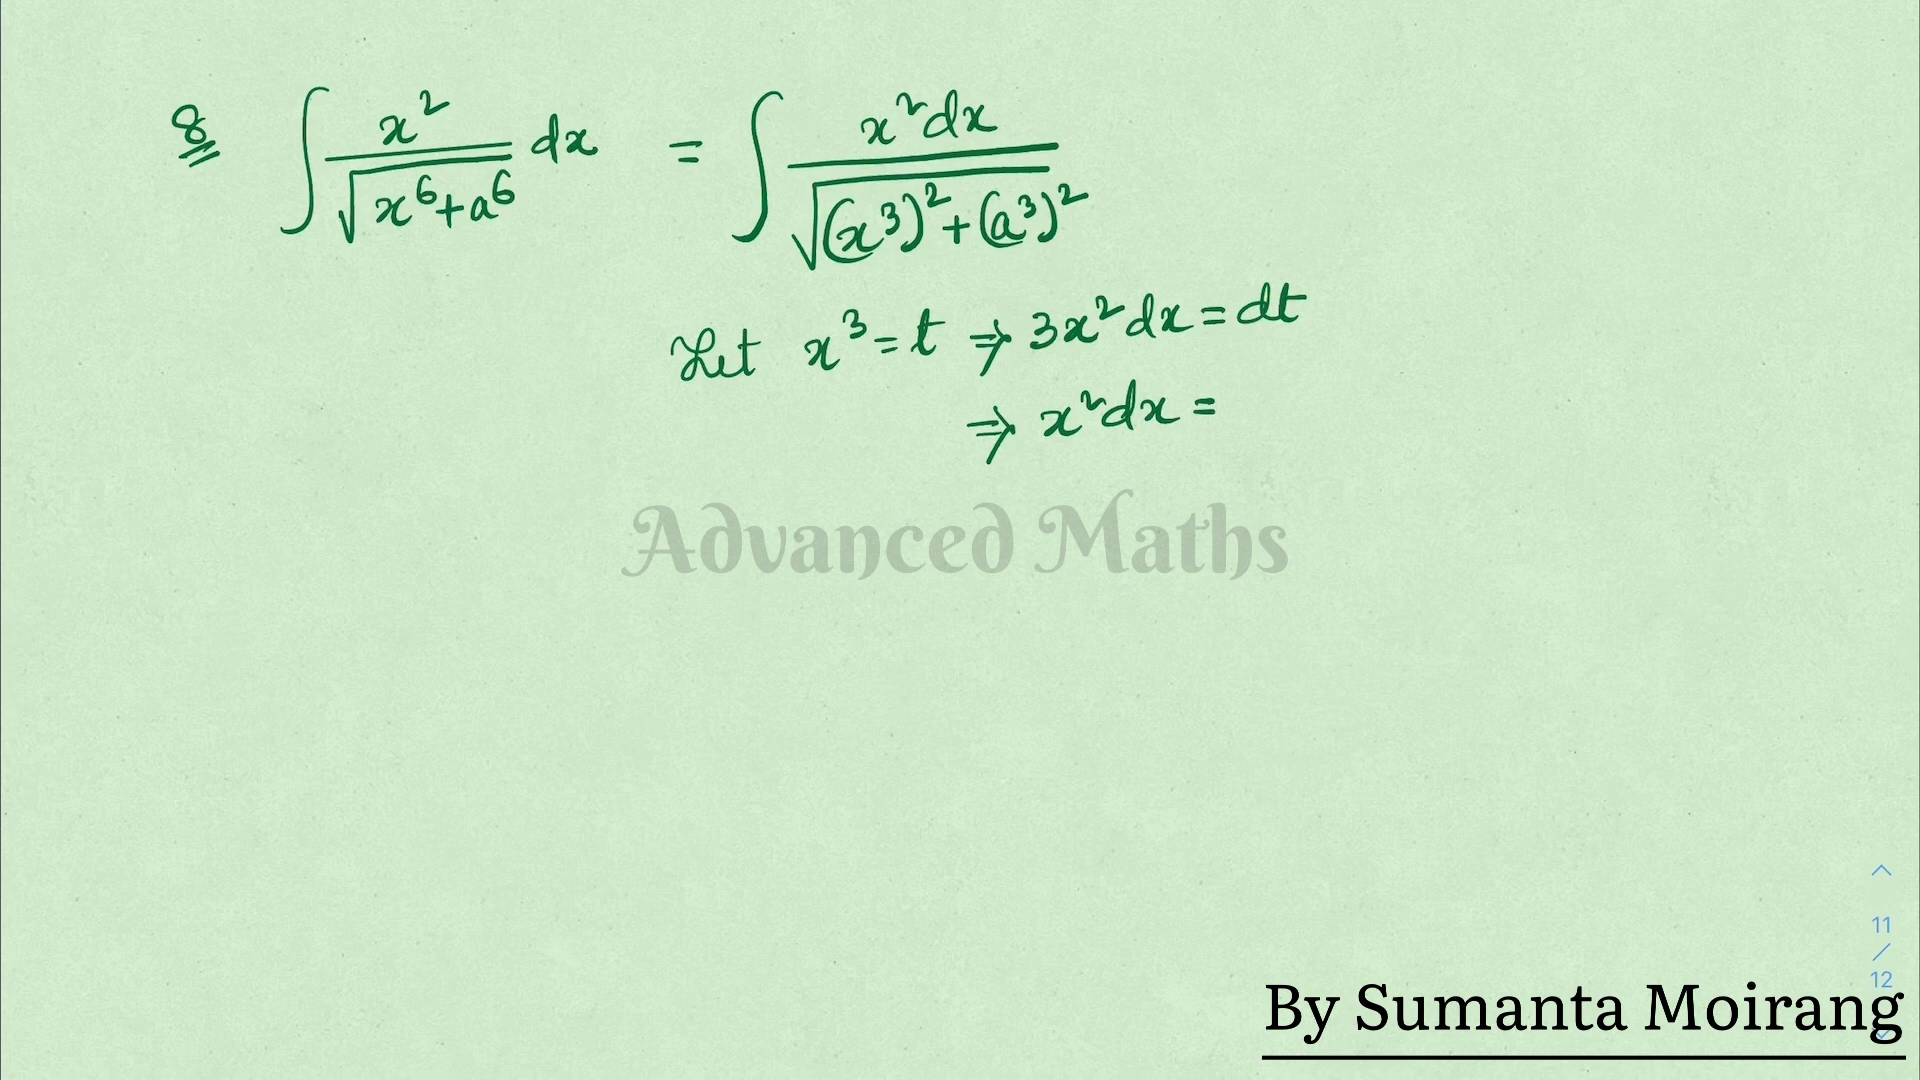 8 ∫ x²/√(x⁶+a⁶) dx = ∫ x²dx/√((x³)²+(a³)²)
Let x³ = t ⇒ 3x²dx = dt
⇒ x²dx =
Advanced Maths
11
/
12
By Sumanta Moirang